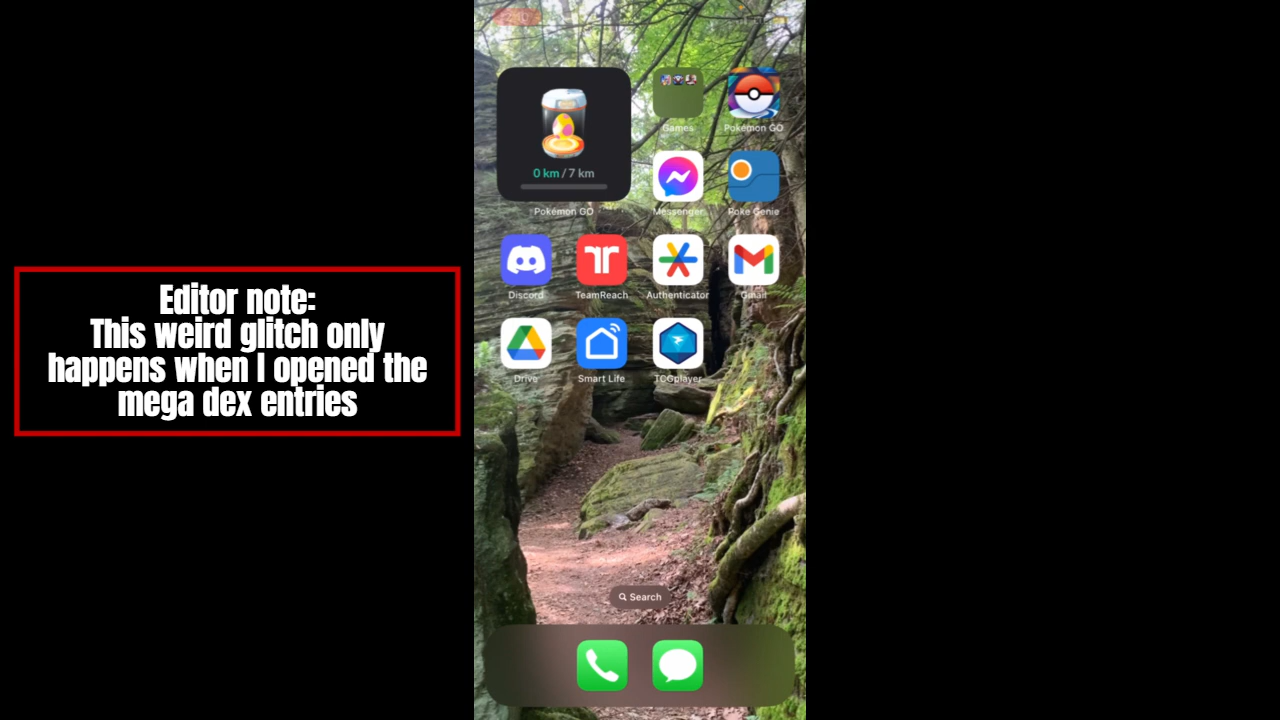 Editor note:
This weird glitch only
happens when I opened the
mega dex entries
0 km / 7 km
Pokémon GO
Games
Pokémon GO
Messenger
Poke Genie
Discord
TeamReach
Authenticator
Gmail
Drive
Smart Life
TCGplayer
Search